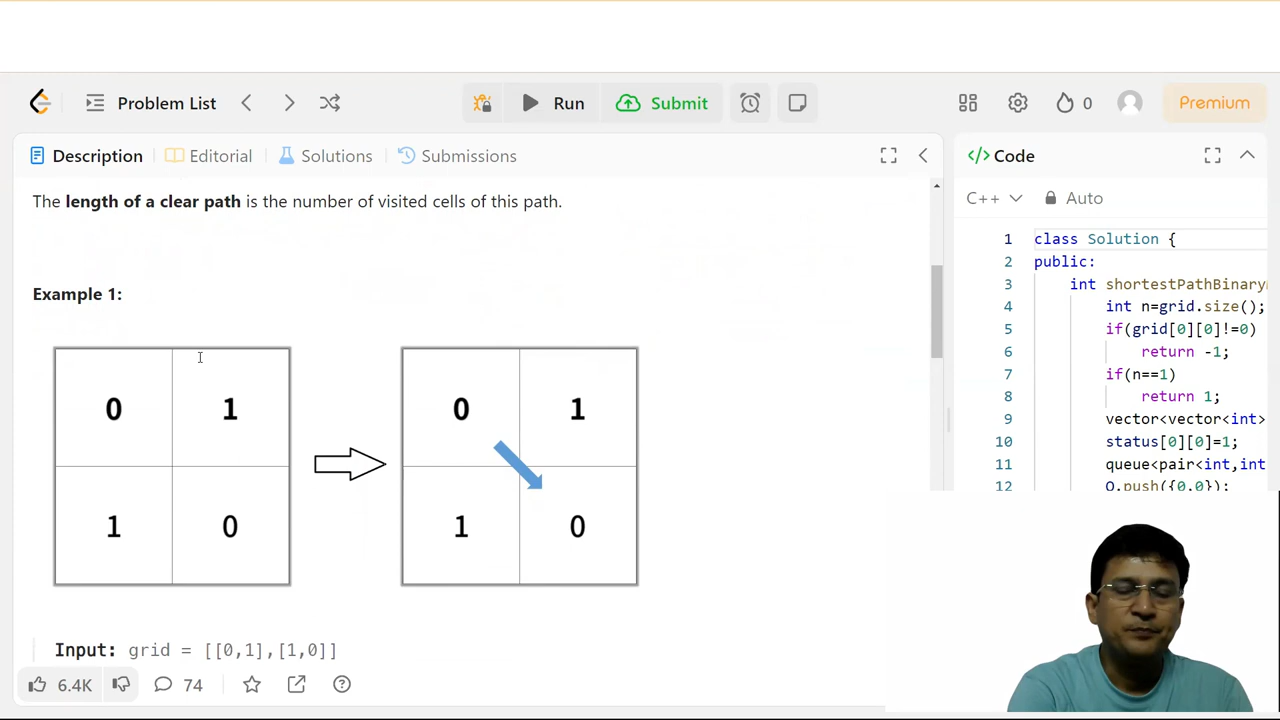 Problem List
Run
Submit
0
Premium
Description
Editorial
Solutions
Submissions
</> Code
C++
Auto
The length of a clear path is the number of visited cells of this path.
Example 1:
0 1 0 1
1 0 1 0
Input: grid = [[0,1],[1,0]]
6.4K
74
1 class Solution {
2 public:
3 int shortestPathBinary
4 int n=grid.size();
5 if(grid[0][0]!=0)
6 return -1;
7 if(n==1)
8 return 1;
9 vector<vector<int>
10 status[0][0]=1;
11 queue<pair<int,int
12 Q.push({0,0});